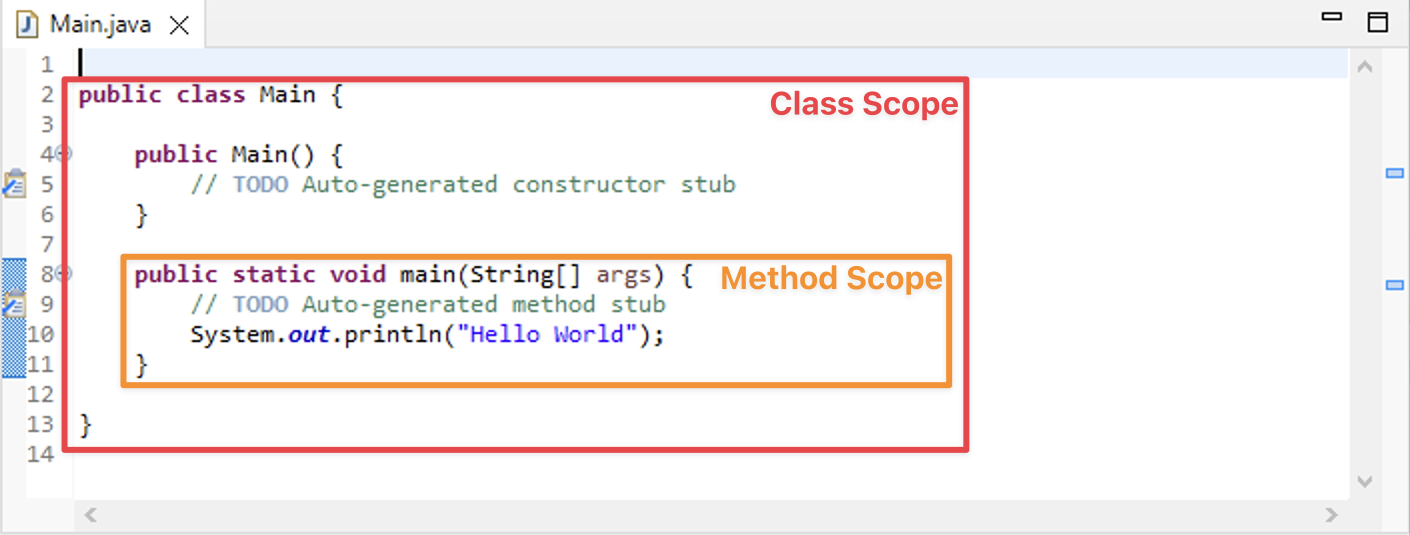 Main.java
1
2 public class Main {
Class Scope
3
4 public Main() {
5 // TODO Auto-generated constructor stub
6 }
7
8 public static void main(String[] args) {
Method Scope
9 // TODO Auto-generated method stub
10 System.out.println("Hello World");
11 }
12
13 }
14